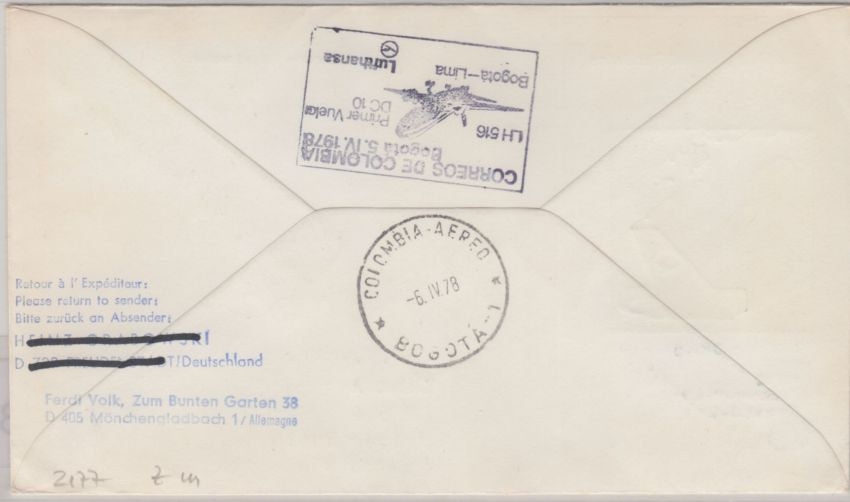 CORREOS DE COLOMBIA
Bogotá 5.IV.1978
LH 516
Primer Vuelo
DC 10
Bogotá—Lima
Lufthansa
COLOMBIA-AEREO
-6.IV.78
BOGOTÁ-1
Retour à l'Expéditeur:
Please return to sender:
Bitte zurück an Absender:
D /Deutschland
Ferdi Volk, Zum Bunten Garten 38
D 405 Mönchengladbach 1 / Allemagne
2177